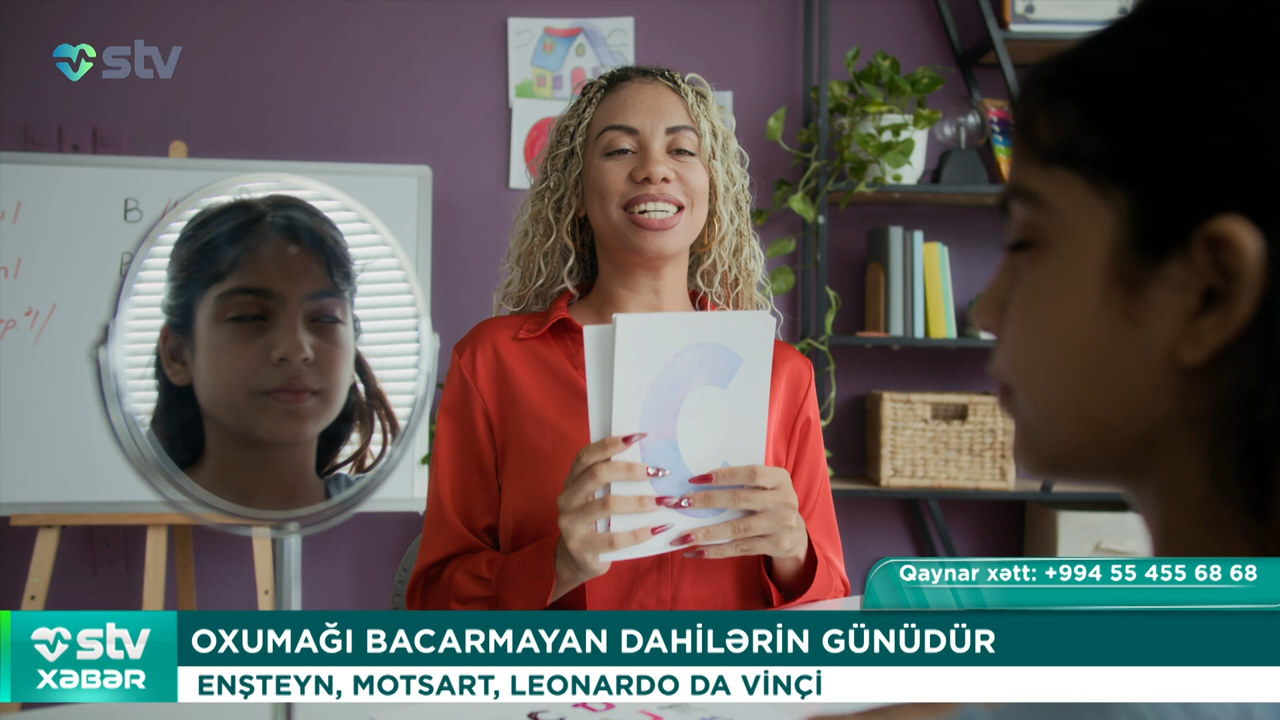 stv
B
C
Qaynar xətt: +994 55 455 68 68
stv
XƏBƏR
OXUMAĞI BACARMAYAN DAHİLƏRİN GÜNÜDÜR
ENŞTEYN, MOTSART, LEONARDO DA VİNÇİ